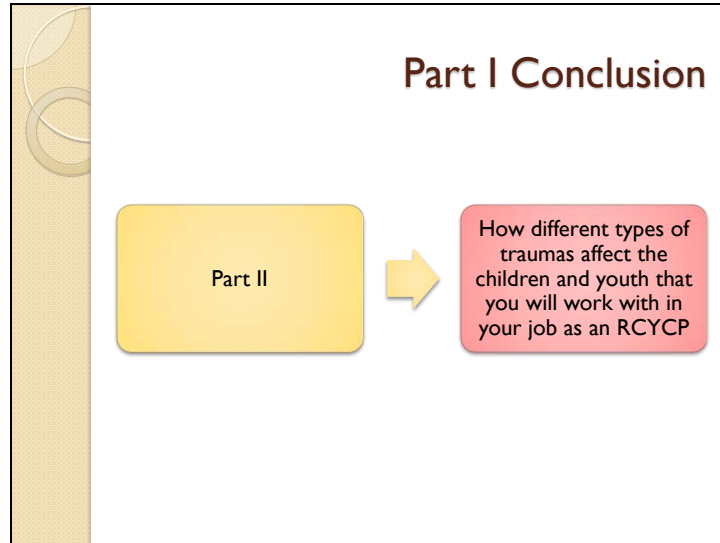 Part I Conclusion
Part II
How different types of
traumas affect the
children and youth that
you will work with in
your job as an RCYCP